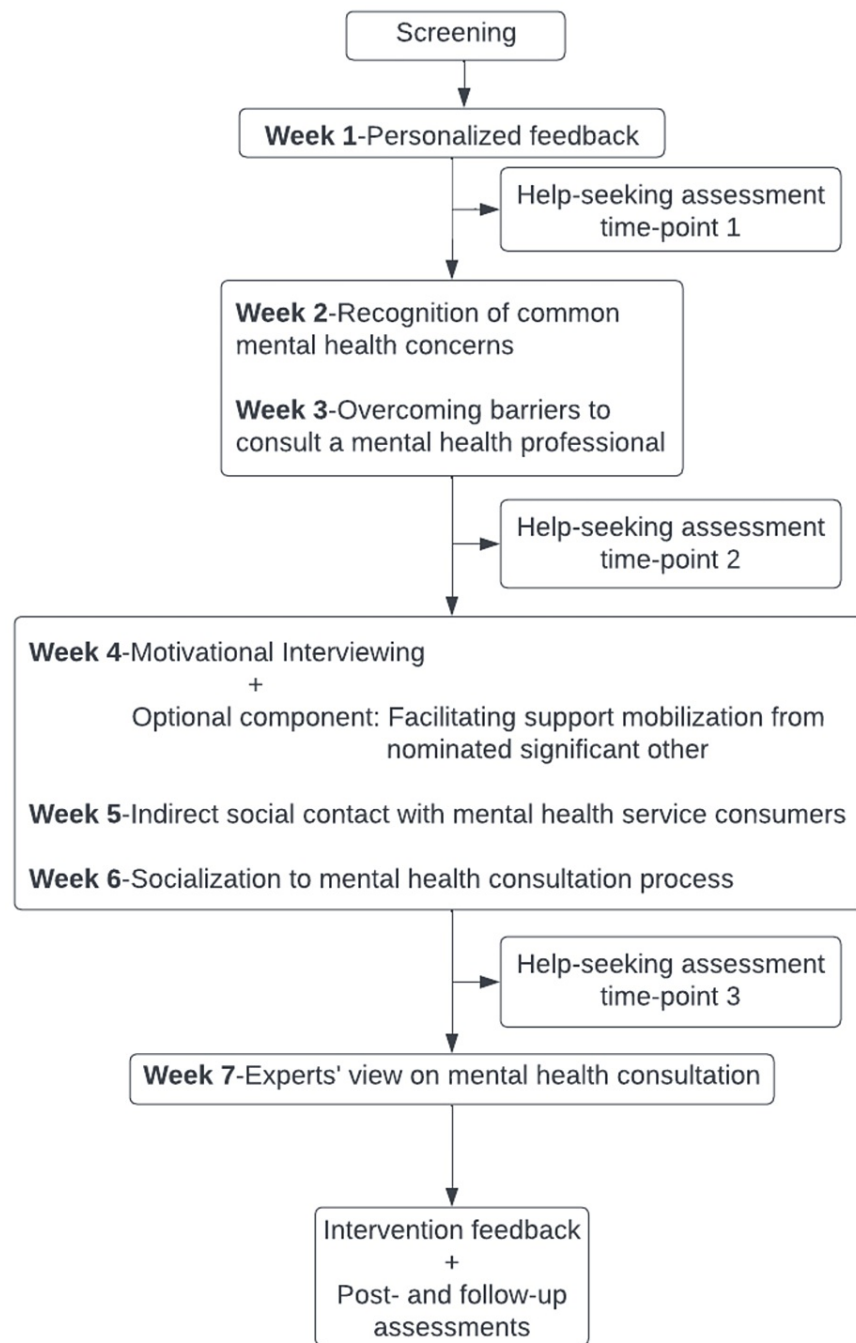 Screening
Week 1-Personalized feedback
Help-seeking assessment
time-point 1
Week 2-Recognition of common
mental health concerns
Week 3-Overcoming barriers to
consult a mental health professional
Help-seeking assessment
time-point 2
Week 4-Motivational Interviewing
+
Optional component: Facilitating support mobilization from
nominated significant other
Week 5-Indirect social contact with mental health service consumers
Week 6-Socialization to mental health consultation process
Help-seeking assessment
time-point 3
Week 7-Experts' view on mental health consultation
Intervention feedback
+
Post- and follow-up
assessments